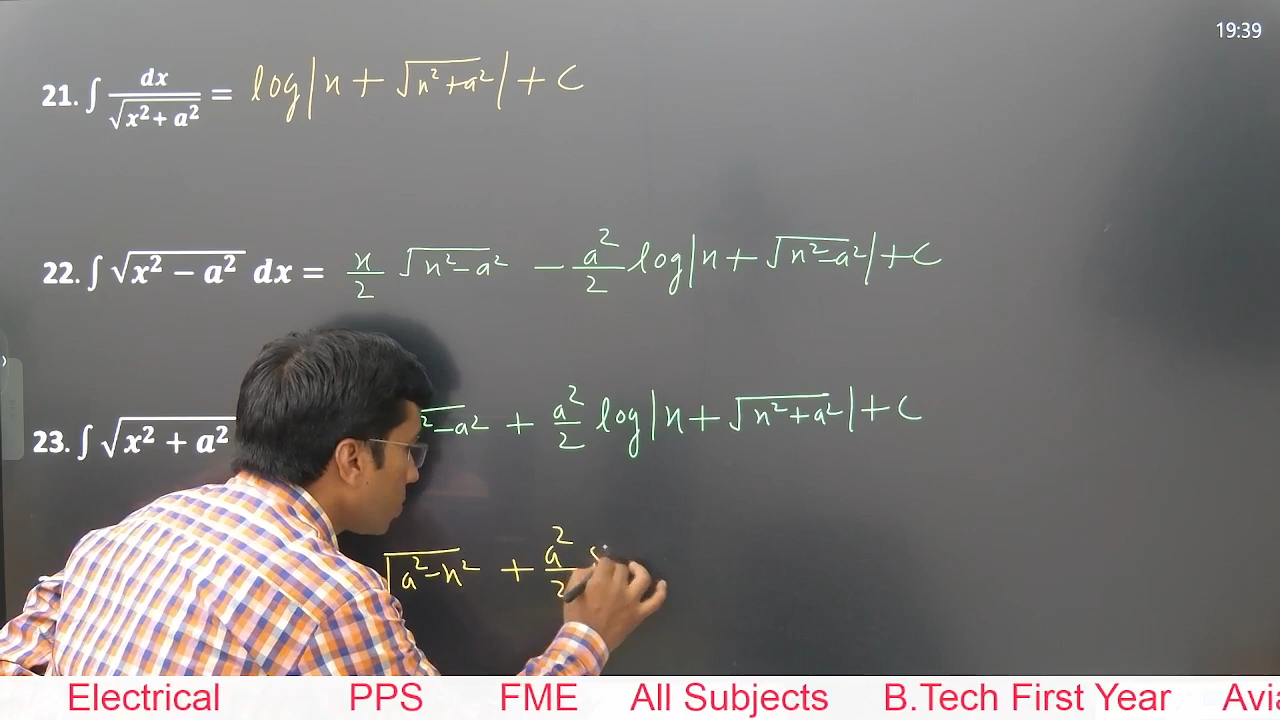 19:39
21. ∫ dx/√(x² + a²) = log|x + √(x²+a²)| + C
22. ∫ √(x² − a²) dx = x/2 √(x²−a²) − a²/2 log|x + √(x²−a²)| + C
23. ∫ √(x² + a²) ²−a² + a²/2 log|x + √(x²+a²)| + C
√(a²−x²) + a²/2
Electrical PPS FME All Subjects B.Tech First Year Avi